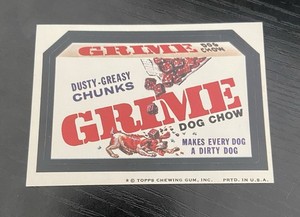 GRIME DOG
CHOW
DUSTY-GREASY
CHUNKS
GRIME
DOG CHOW
MAKES EVERY DOG
A DIRTY DOG
© TOPPS CHEWING GUM, INC. PRTD. IN U.S.A.